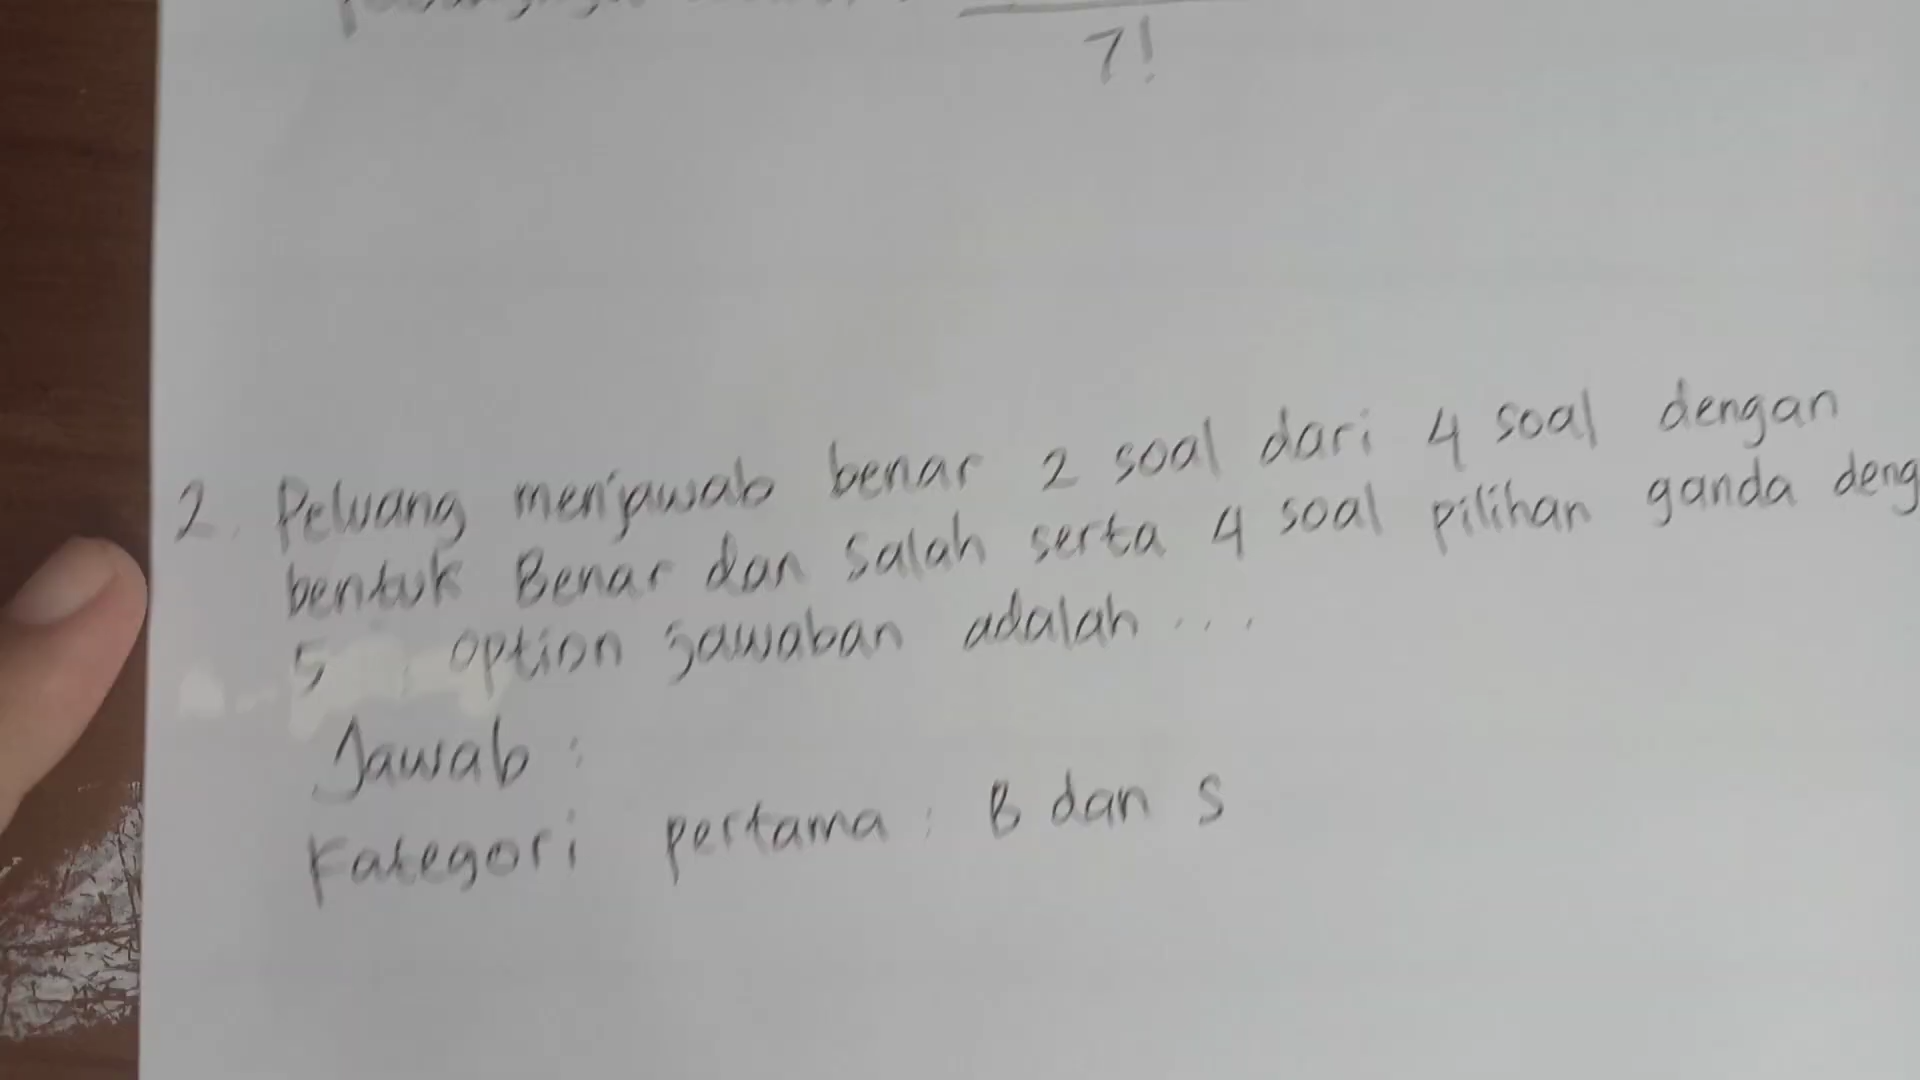 7!
2. Peluang menjawab benar 2 soal dari 4 soal dengan
bentuk Benar dan Salah serta 4 soal pilihan ganda deng
5 option jawaban adalah ...
Jawab :
Kategori pertama : B dan S